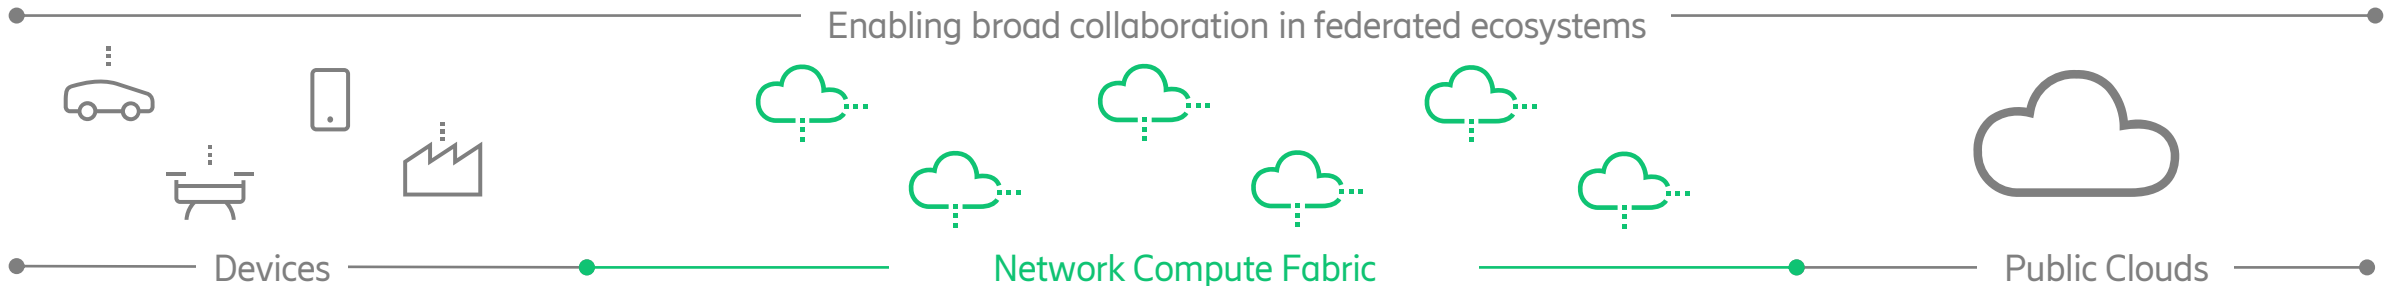 Enabling broad collaboration in federated ecosystems
Devices
Network Compute Fabric
Public Clouds